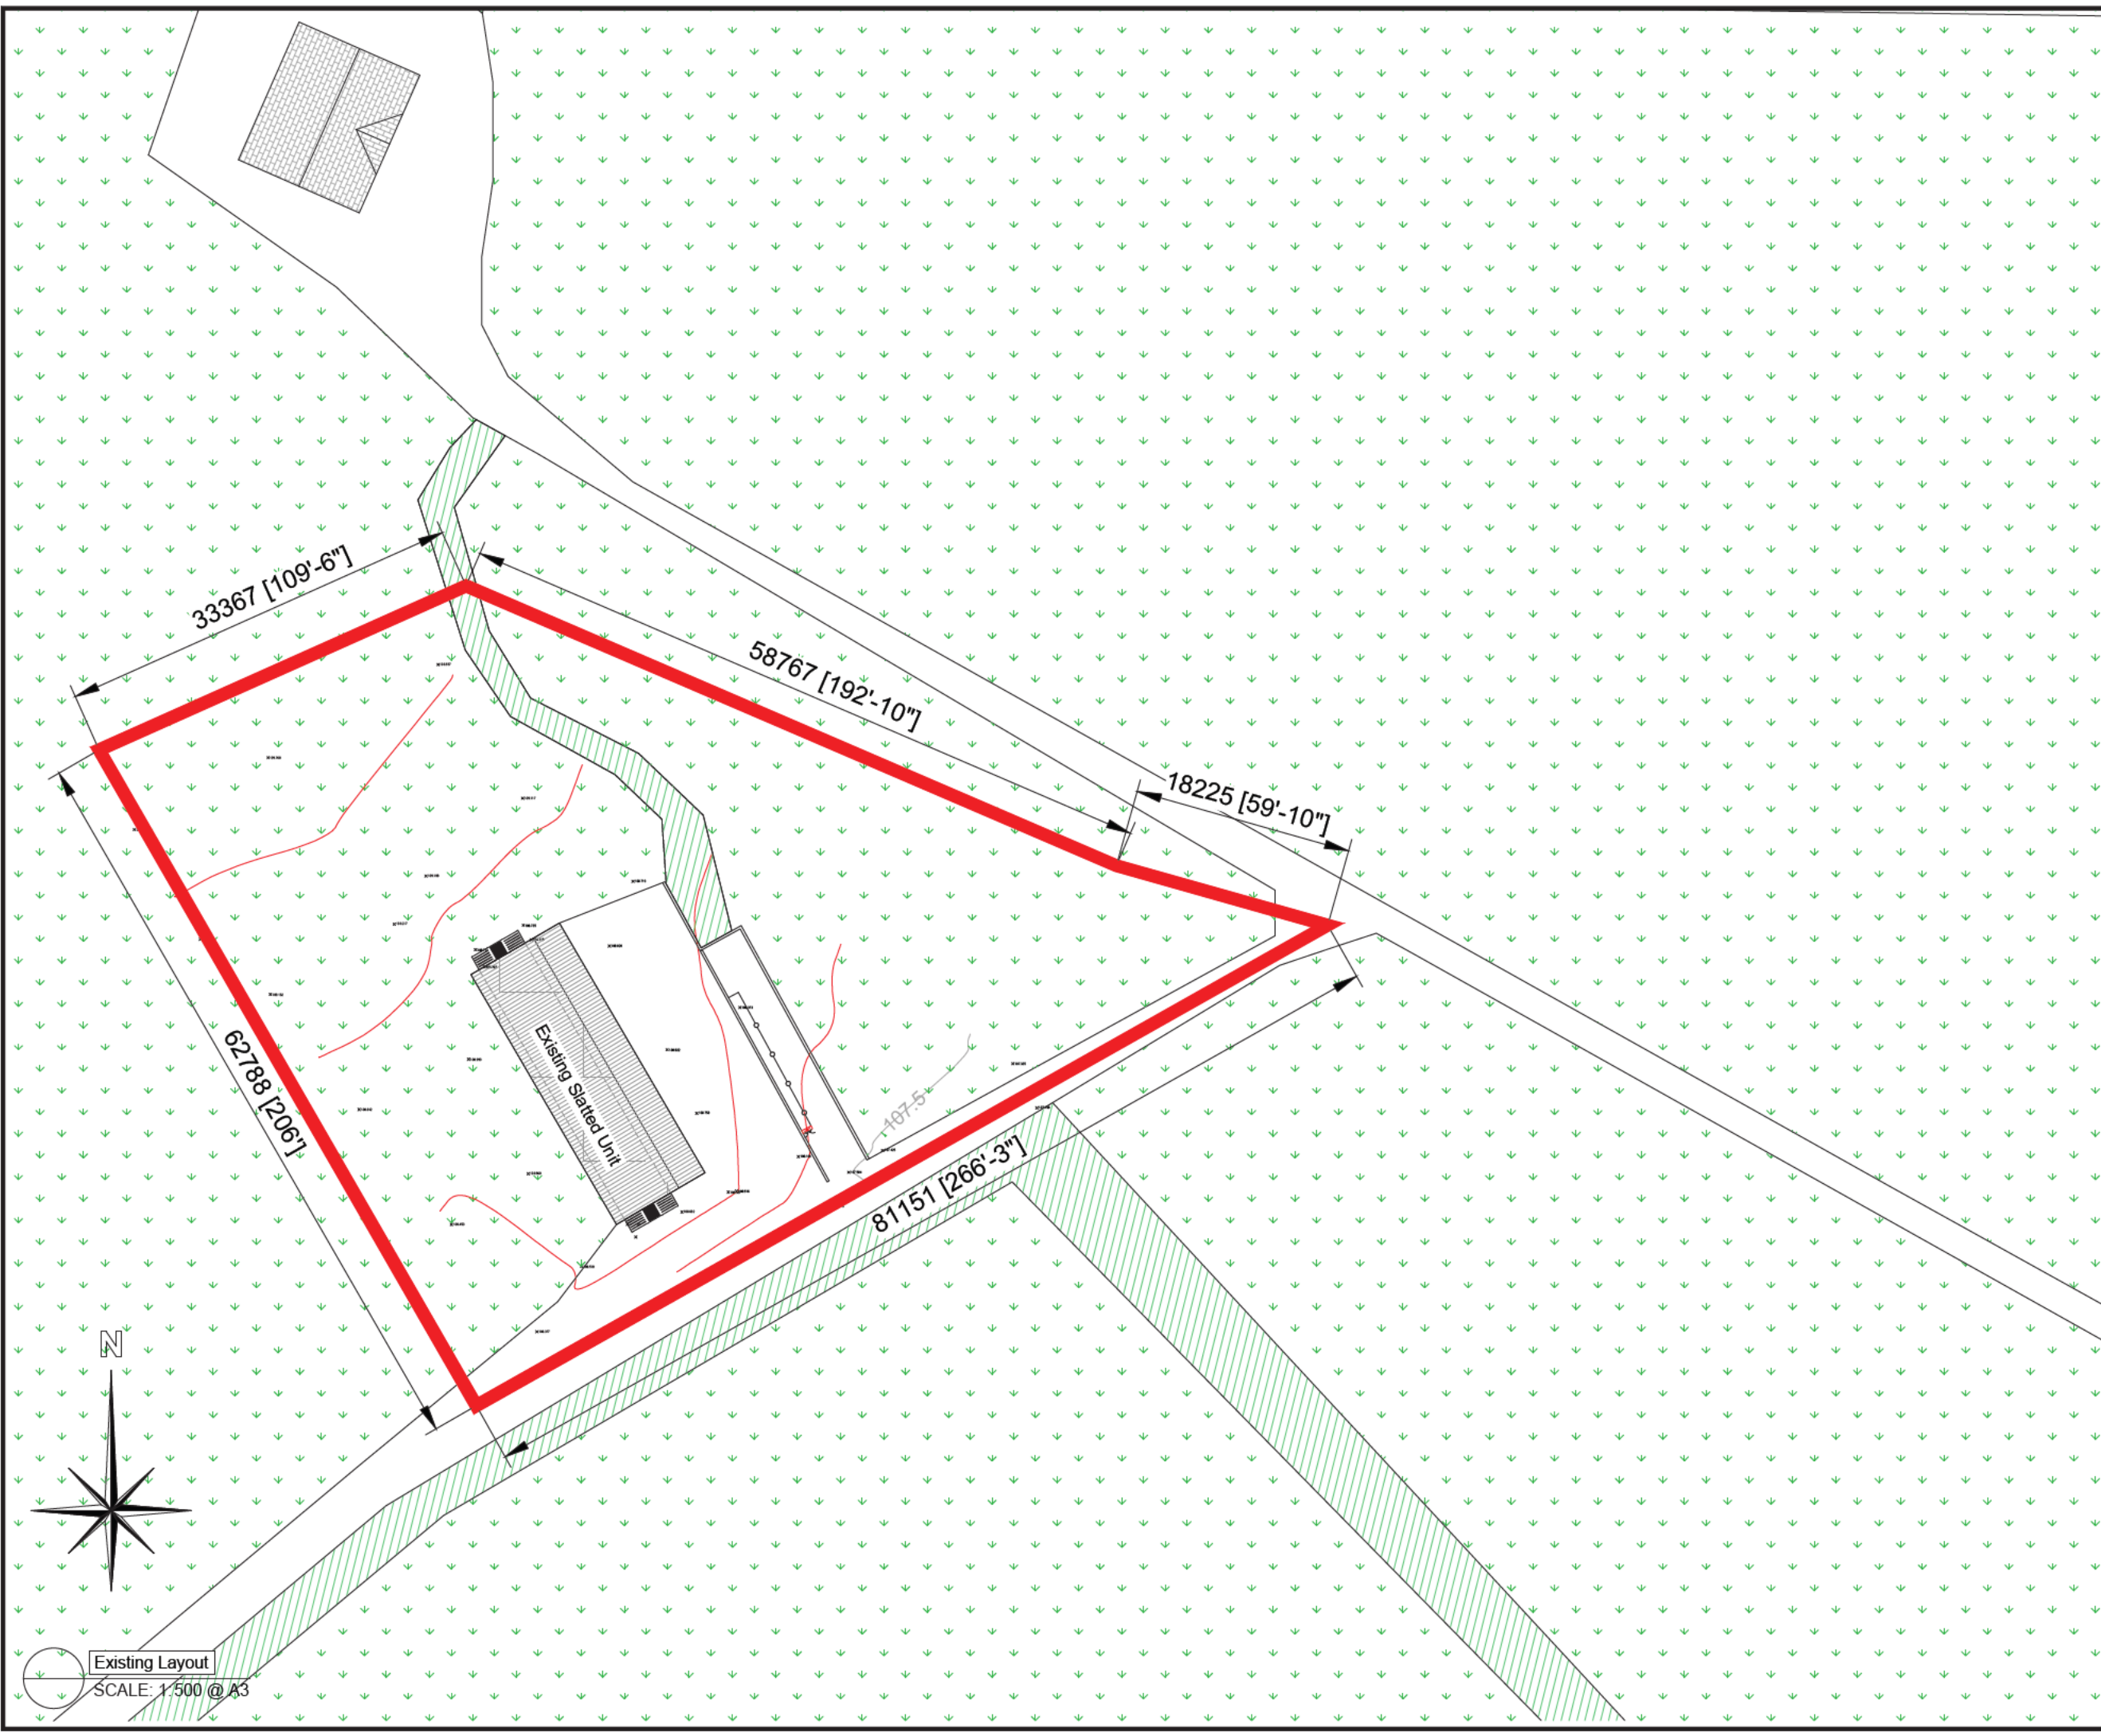 33367 [109'-6"]
58767 [192'-10"]
18225 [59'-10"]
Existing Slatted Unit
62788 [206']
107.5
81151 [266'-3"]
N
Existing Layout
SCALE: 1:500 @ A3